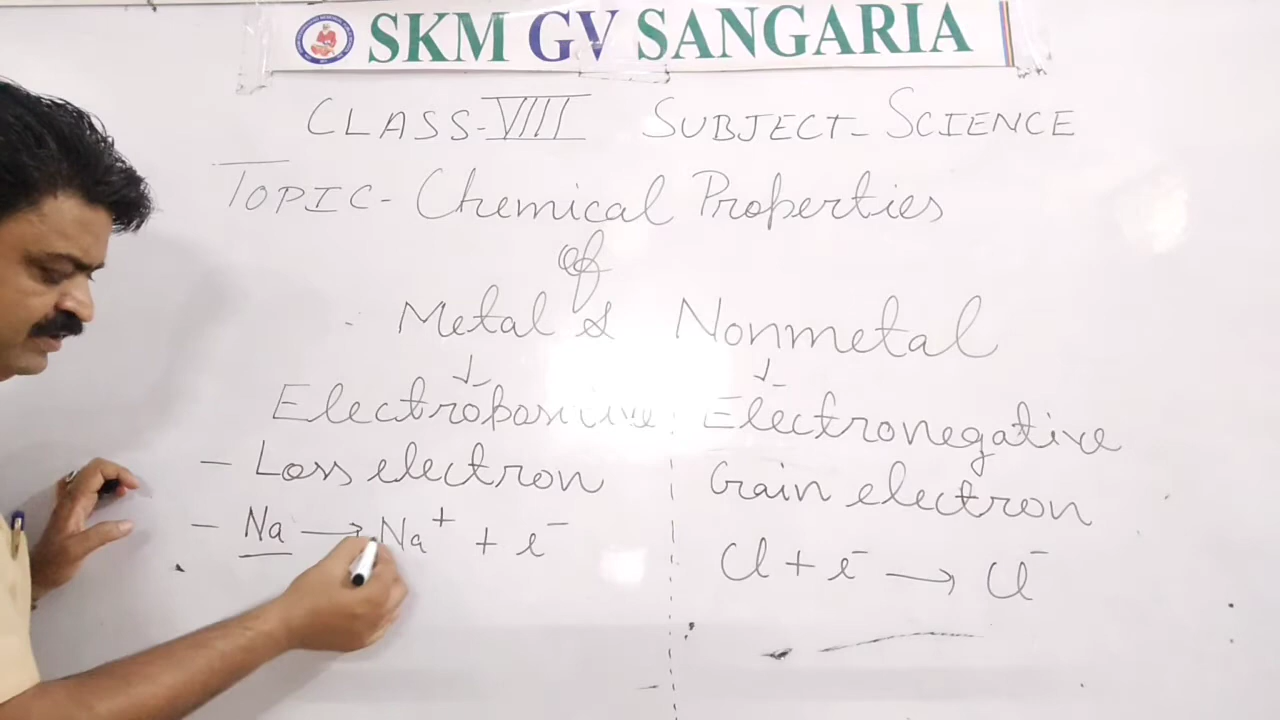 SKM GV SANGARIA
CLASS-VIII SUBJECT-SCIENCE
TOPIC-Chemical Properties
of
Metal & Nonmetal
Electropositive Electronegative
- Loss electron Gain electron
- Na → Na⁺ + e⁻ Cl + e⁻ → Cl⁻